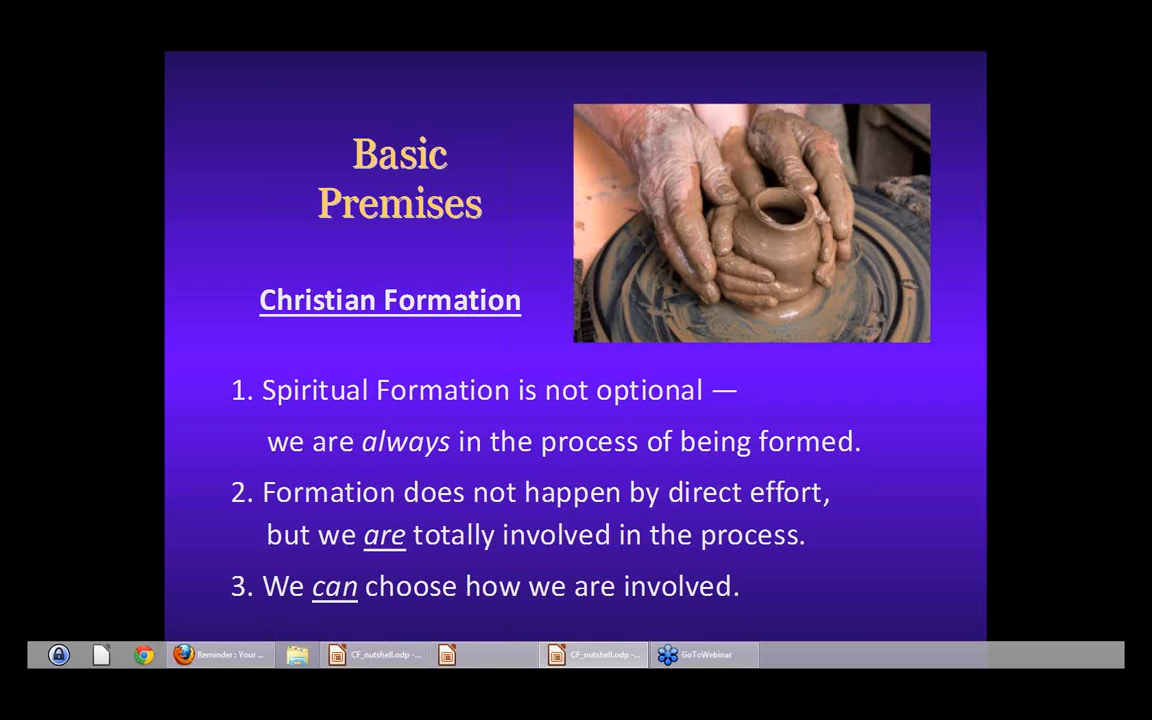 Basic
Premises
Christian Formation
1. Spiritual Formation is not optional —
we are always in the process of being formed.
2. Formation does not happen by direct effort,
but we are totally involved in the process.
3. We can choose how we are involved.
Reminder : Your ...
CF_nutshell.odp -...
CF_nutshell.odp -...
GoToWebinar